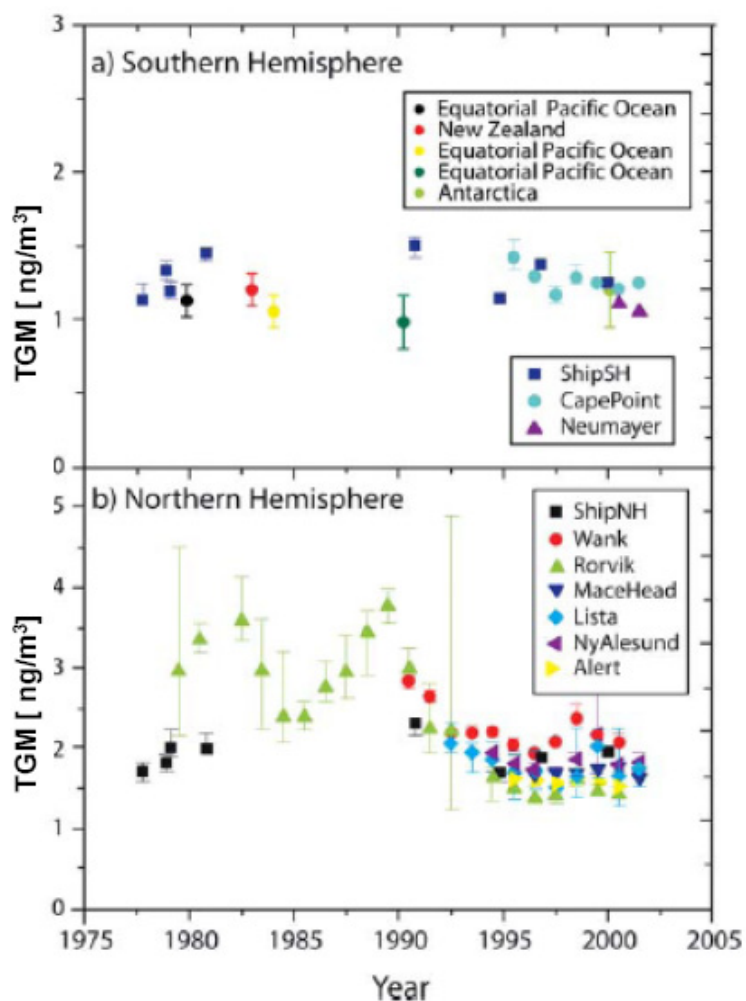 3
a) Southern Hemisphere
Equatorial Pacific Ocean
New Zealand
Equatorial Pacific Ocean
Equatorial Pacific Ocean
Antarctica
2
TGM [ ng/m³]
1
ShipSH
CapePoint
Neumayer
0
b) Northern Hemisphere
5
ShipNH
Wank
Rorvik
MaceHead
Lista
NyAlesund
Alert
4
TGM [ ng/m³]
3
2
1
0
1975 1980 1985 1990 1995 2000 2005
Year